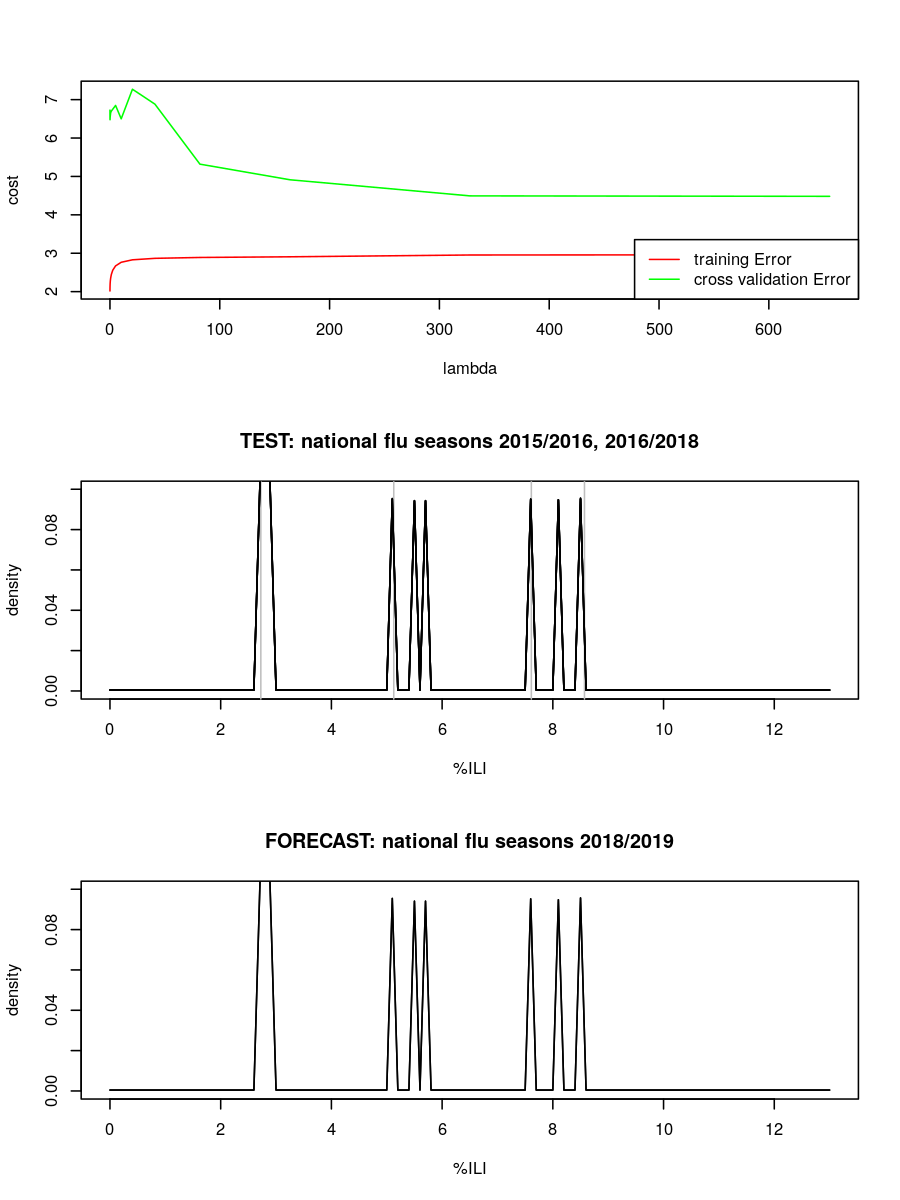 7
6
5
4
3
2
cost
training Error
cross validation Error
0 100 200 300 400 500 600
lambda
TEST: national flu seasons 2015/2016, 2016/2018
0.08
0.04
0.00
density
0 2 4 6 8 10 12
%ILI
FORECAST: national flu seasons 2018/2019
0.08
0.04
0.00
density
0 2 4 6 8 10 12
%ILI